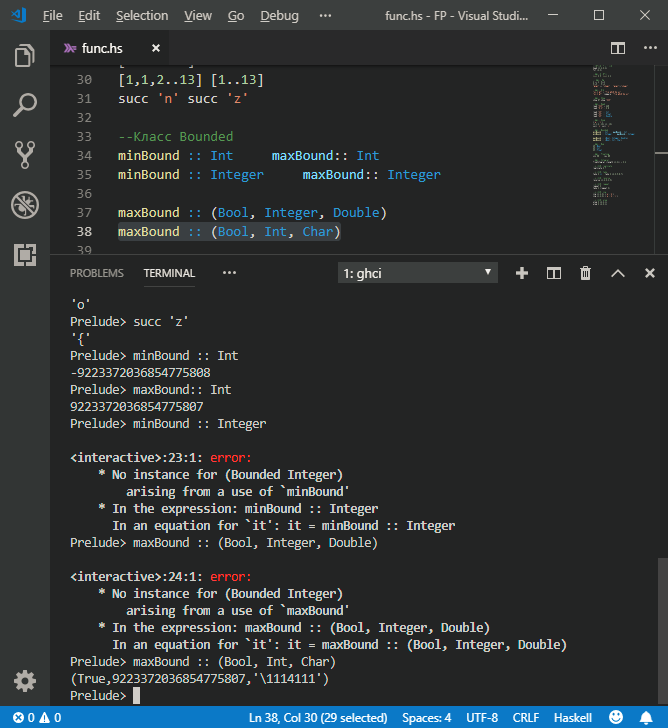 File Edit Selection View Go Debug ··· func.hs - FP - Visual Studi...
func.hs
30 [1,1,2..13] [1..13]
31 succ 'n' succ 'z'
32
33 --Класс Bounded
34 minBound :: Int maxBound:: Int
35 minBound :: Integer maxBound:: Integer
36
37 maxBound :: (Bool, Integer, Double)
38 maxBound :: (Bool, Int, Char)
39
PROBLEMS TERMINAL ··· 1: ghci
'o'
Prelude> succ 'z'
'{'
Prelude> minBound :: Int
-9223372036854775808
Prelude> maxBound:: Int
9223372036854775807
Prelude> minBound :: Integer
<interactive>:23:1: error:
* No instance for (Bounded Integer)
arising from a use of `minBound'
* In the expression: minBound :: Integer
In an equation for `it': it = minBound :: Integer
Prelude> maxBound :: (Bool, Integer, Double)
<interactive>:24:1: error:
* No instance for (Bounded Integer)
arising from a use of `maxBound'
* In the expression: maxBound :: (Bool, Integer, Double)
In an equation for `it': it = maxBound :: (Bool, Integer, Double)
Prelude> maxBound :: (Bool, Int, Char)
(True,9223372036854775807,'\1114111')
Prelude>
0 0 Ln 38, Col 30 (29 selected) Spaces: 4 UTF-8 CRLF Haskell